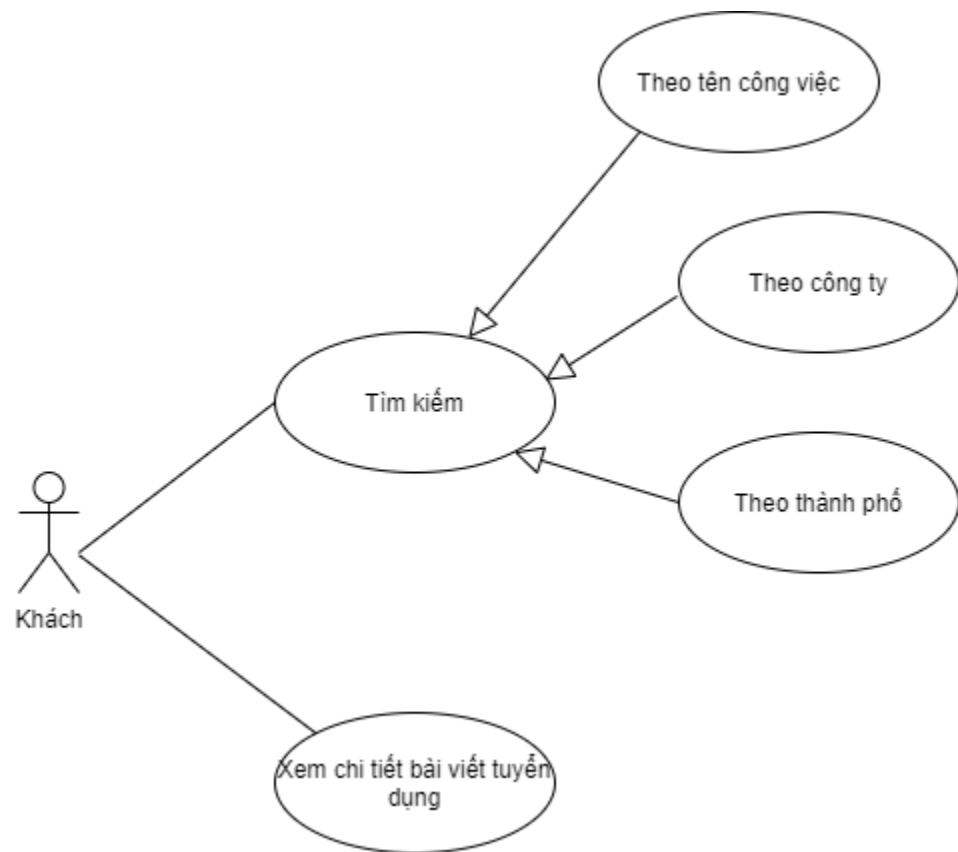 Theo tên công việc
Theo công ty
Tìm kiếm
Theo thành phố
Khách
Xem chi tiết bài viết tuyển
dụng